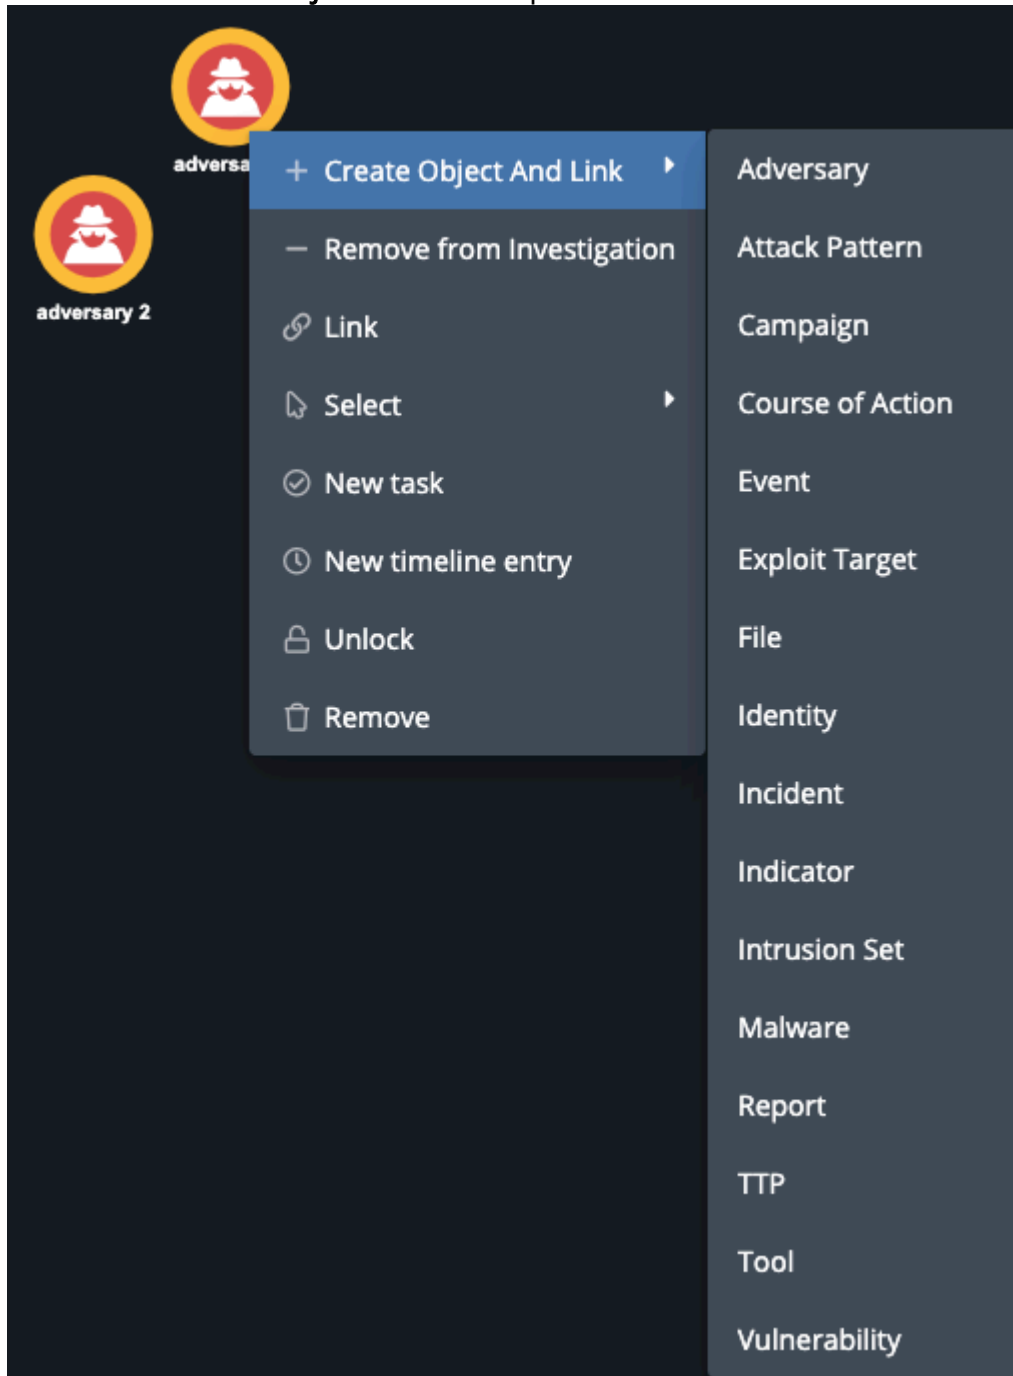 adversa
adversary 2
Create Object And Link
Remove from Investigation
Link
Select
New task
New timeline entry
Unlock
Remove
Adversary
Attack Pattern
Campaign
Course of Action
Event
Exploit Target
File
Identity
Incident
Indicator
Intrusion Set
Malware
Report
TTP
Tool
Vulnerability